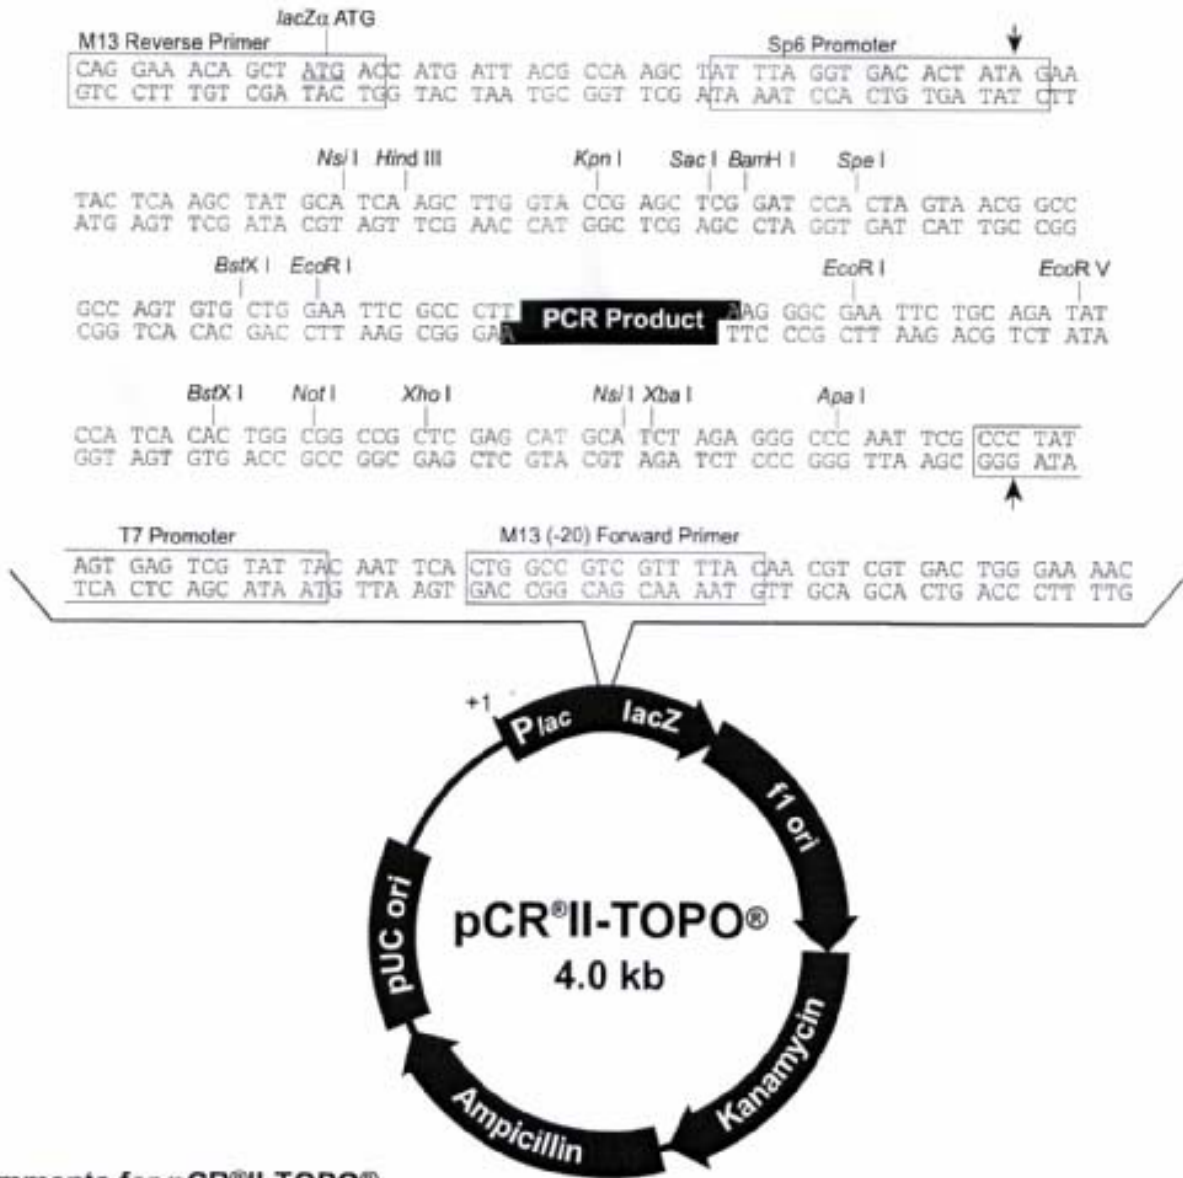 lacZα ATG
M13 Reverse Primer
Sp6 Promoter
CAG GAA ACA GCT ATG ACC ATG ATT ACG CCA AGC TAT TTA GGT GAC ACT ATA GAA
GTC CTT TGT CGA TAC TGG TAC TAA TGC GGT TCG ATA AAT CCA CTG TGA TAT CTT
Nsi I Hind III Kpn I Sac I BamH I Spe I
TAC TCA AGC TAT GCA TCA AGC TTG GTA CCG AGC TCG GAT CCA CTA GTA ACG GCC
ATG AGT TCG ATA CGT AGT TCG AAC CAT GGC TCG AGC CTA GGT GAT CAT TGC CGG
BstX I EcoR I EcoR I EcoR V
GCC AGT GTG CTG GAA TTC GCC CTT PCR Product AAG GGC GAA TTC TGC AGA TAT
CGG TCA CAC GAC CTT AAG CGG GAA TTC CCG CTT AAG ACG TCT ATA
BstX I Not I Xho I Nsi I Xba I Apa I
CCA TCA CAC TGG CGG CCG CTC GAG CAT GCA TCT AGA GGG CCC AAT TCG CCC TAT
GGT AGT GTG ACC GCC GGC GAG CTC GTA CGT AGA TCT CCC GGG TTA AGC GGG ATA
T7 Promoter M13 (-20) Forward Primer
AGT GAG TCG TAT TAC AAT TCA CTG GCC GTC GTT TTA CAA CGT CGT GAC TGG GAA AAC
TCA CTC AGC ATA ATG TTA AGT GAC CGG CAG CAA AAT GTT GCA GCA CTG ACC CTT TTG
+1
Plac lacZ
f1 ori
pUC ori
pCR®II-TOPO®
4.0 kb
Kanamycin
Ampicillin
for pCR®II-TOPO®